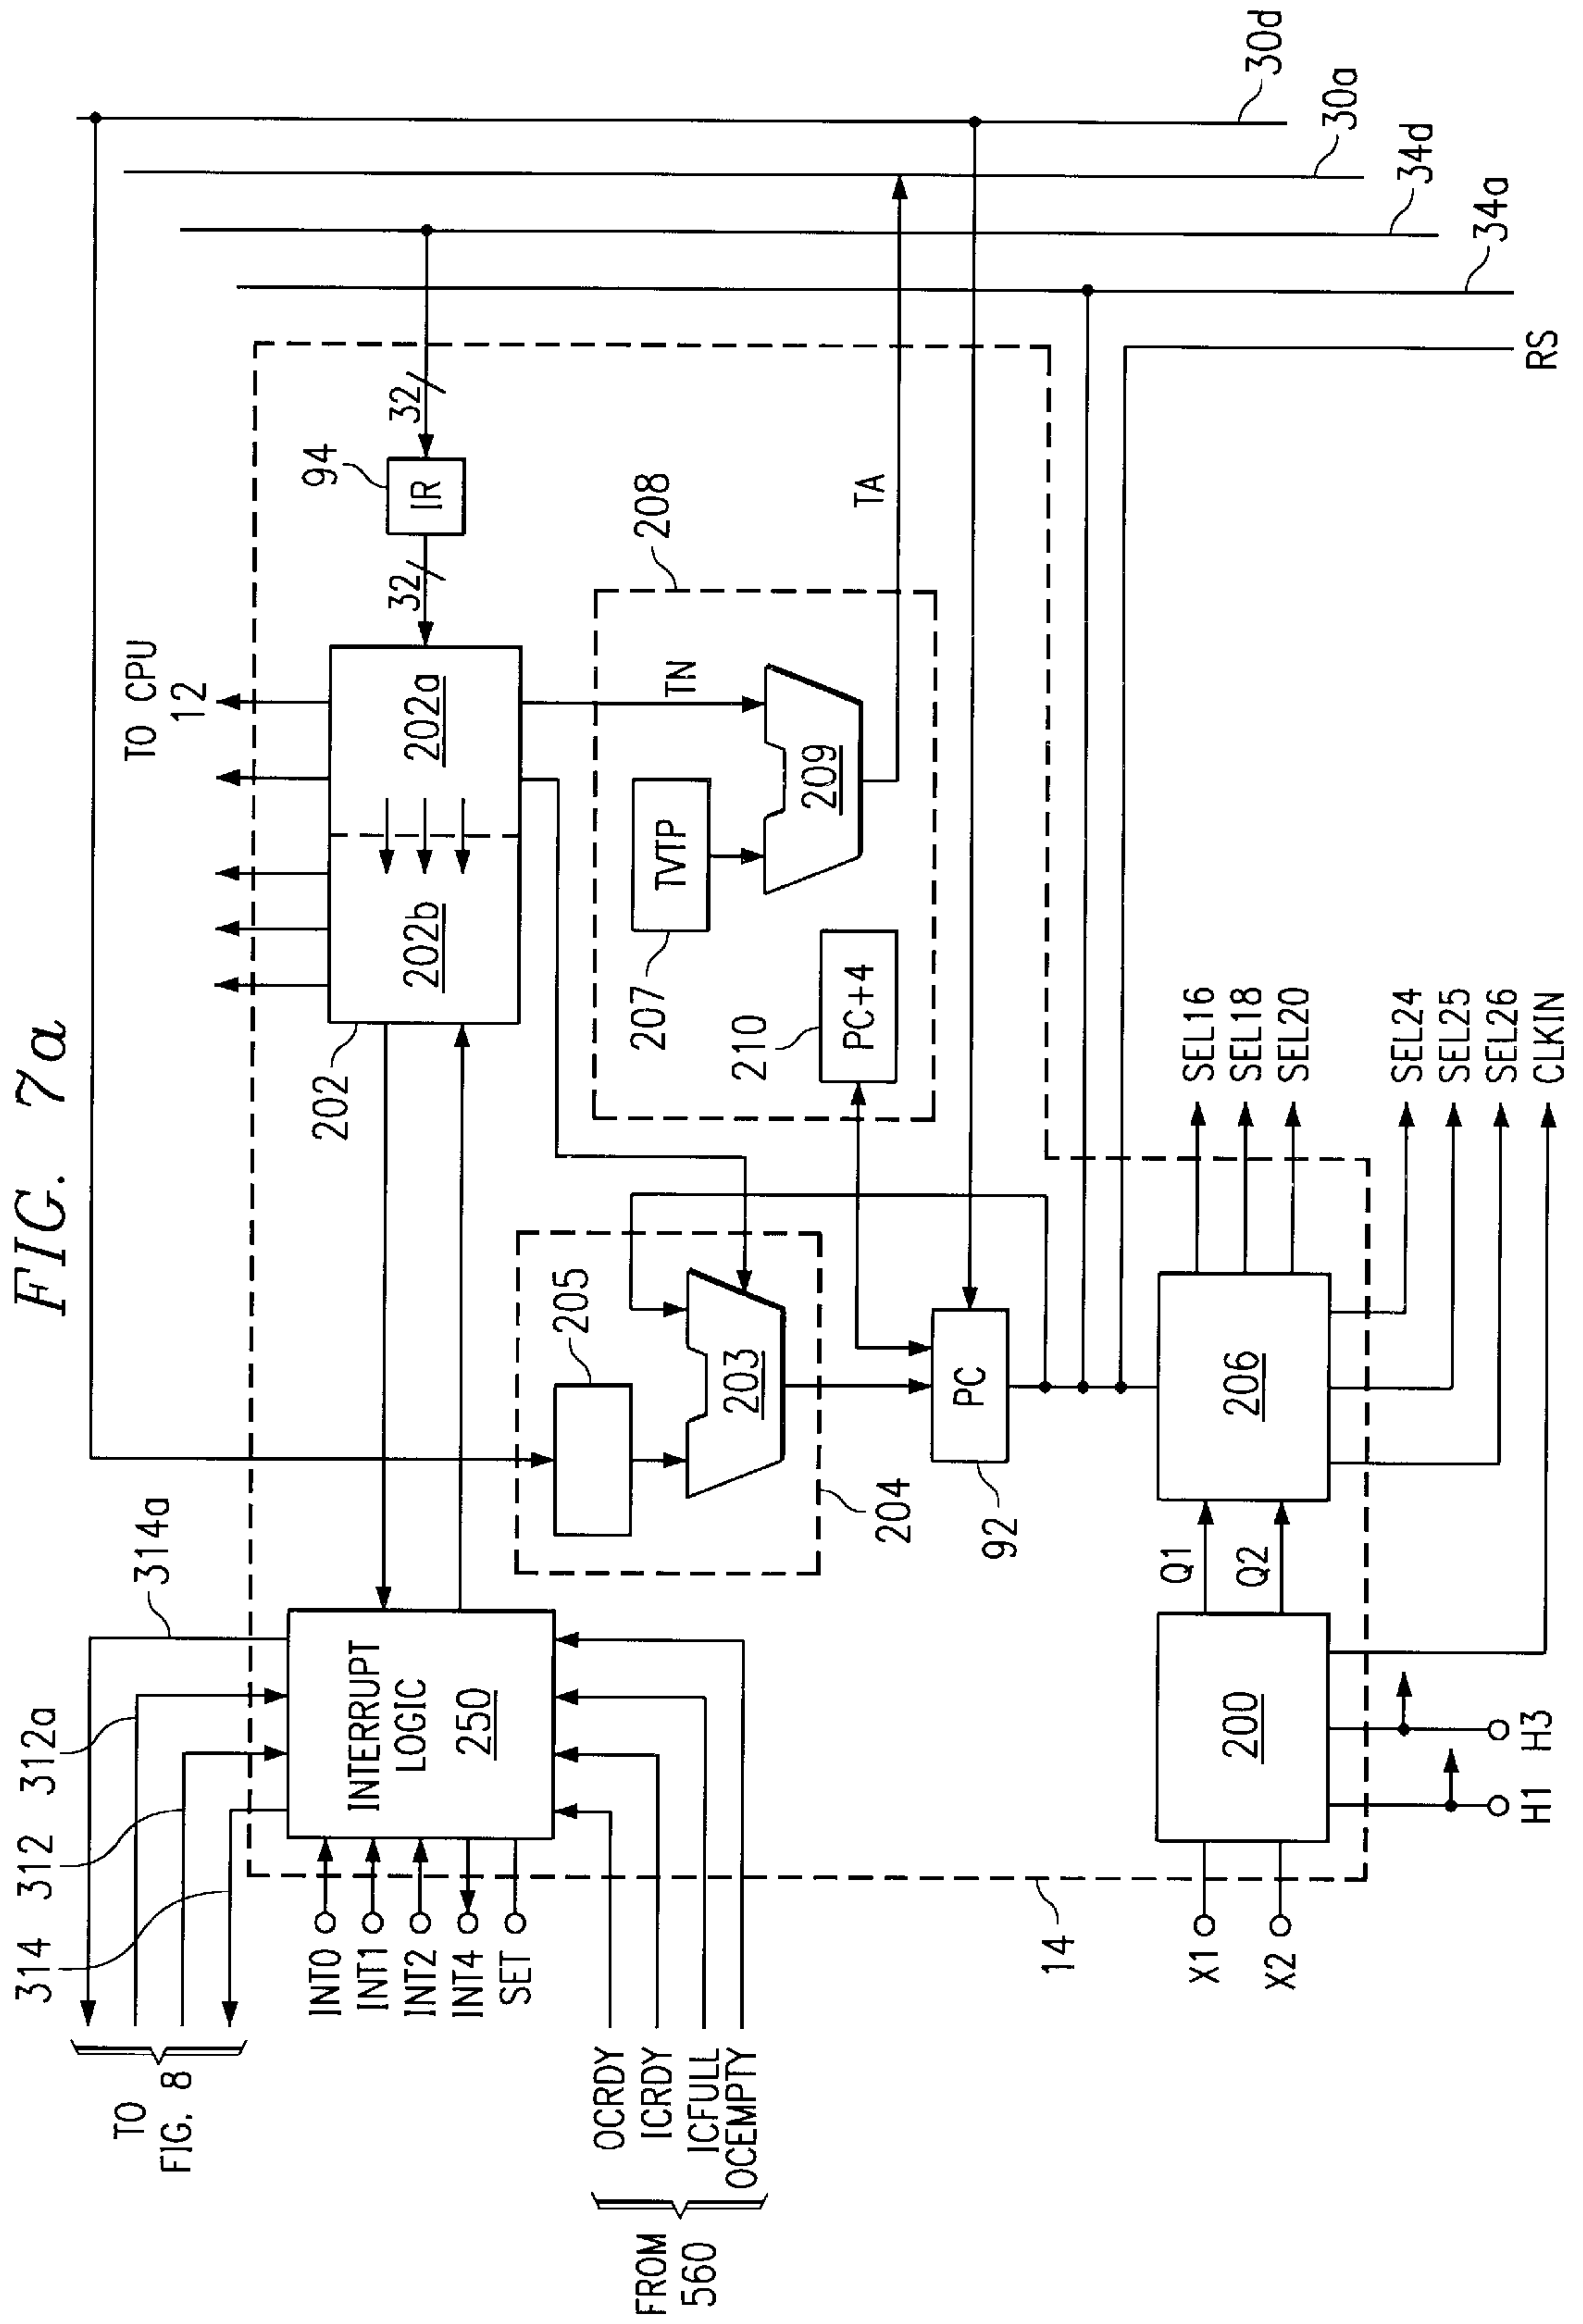 FIG. 7a
314
312
312a
314a
TO
FIG. 8
INT0
INT1
INT2
INT4
SET
INTERRUPT
LOGIC
250
OCRDY
ICRDY
ICFULL
OCEMPTY
FROM
560
202
202b
202a
TO CPU
12
32
94
IR
32
205
203
204
207
TVTP
TN
208
209
210
PC+4
TA
PC
92
14
X1
X2
200
Q1
Q2
206
H1
H3
SEL16
SEL18
SEL20
SEL24
SEL25
SEL26
CLKIN
RS
34a
34d
30a
30d